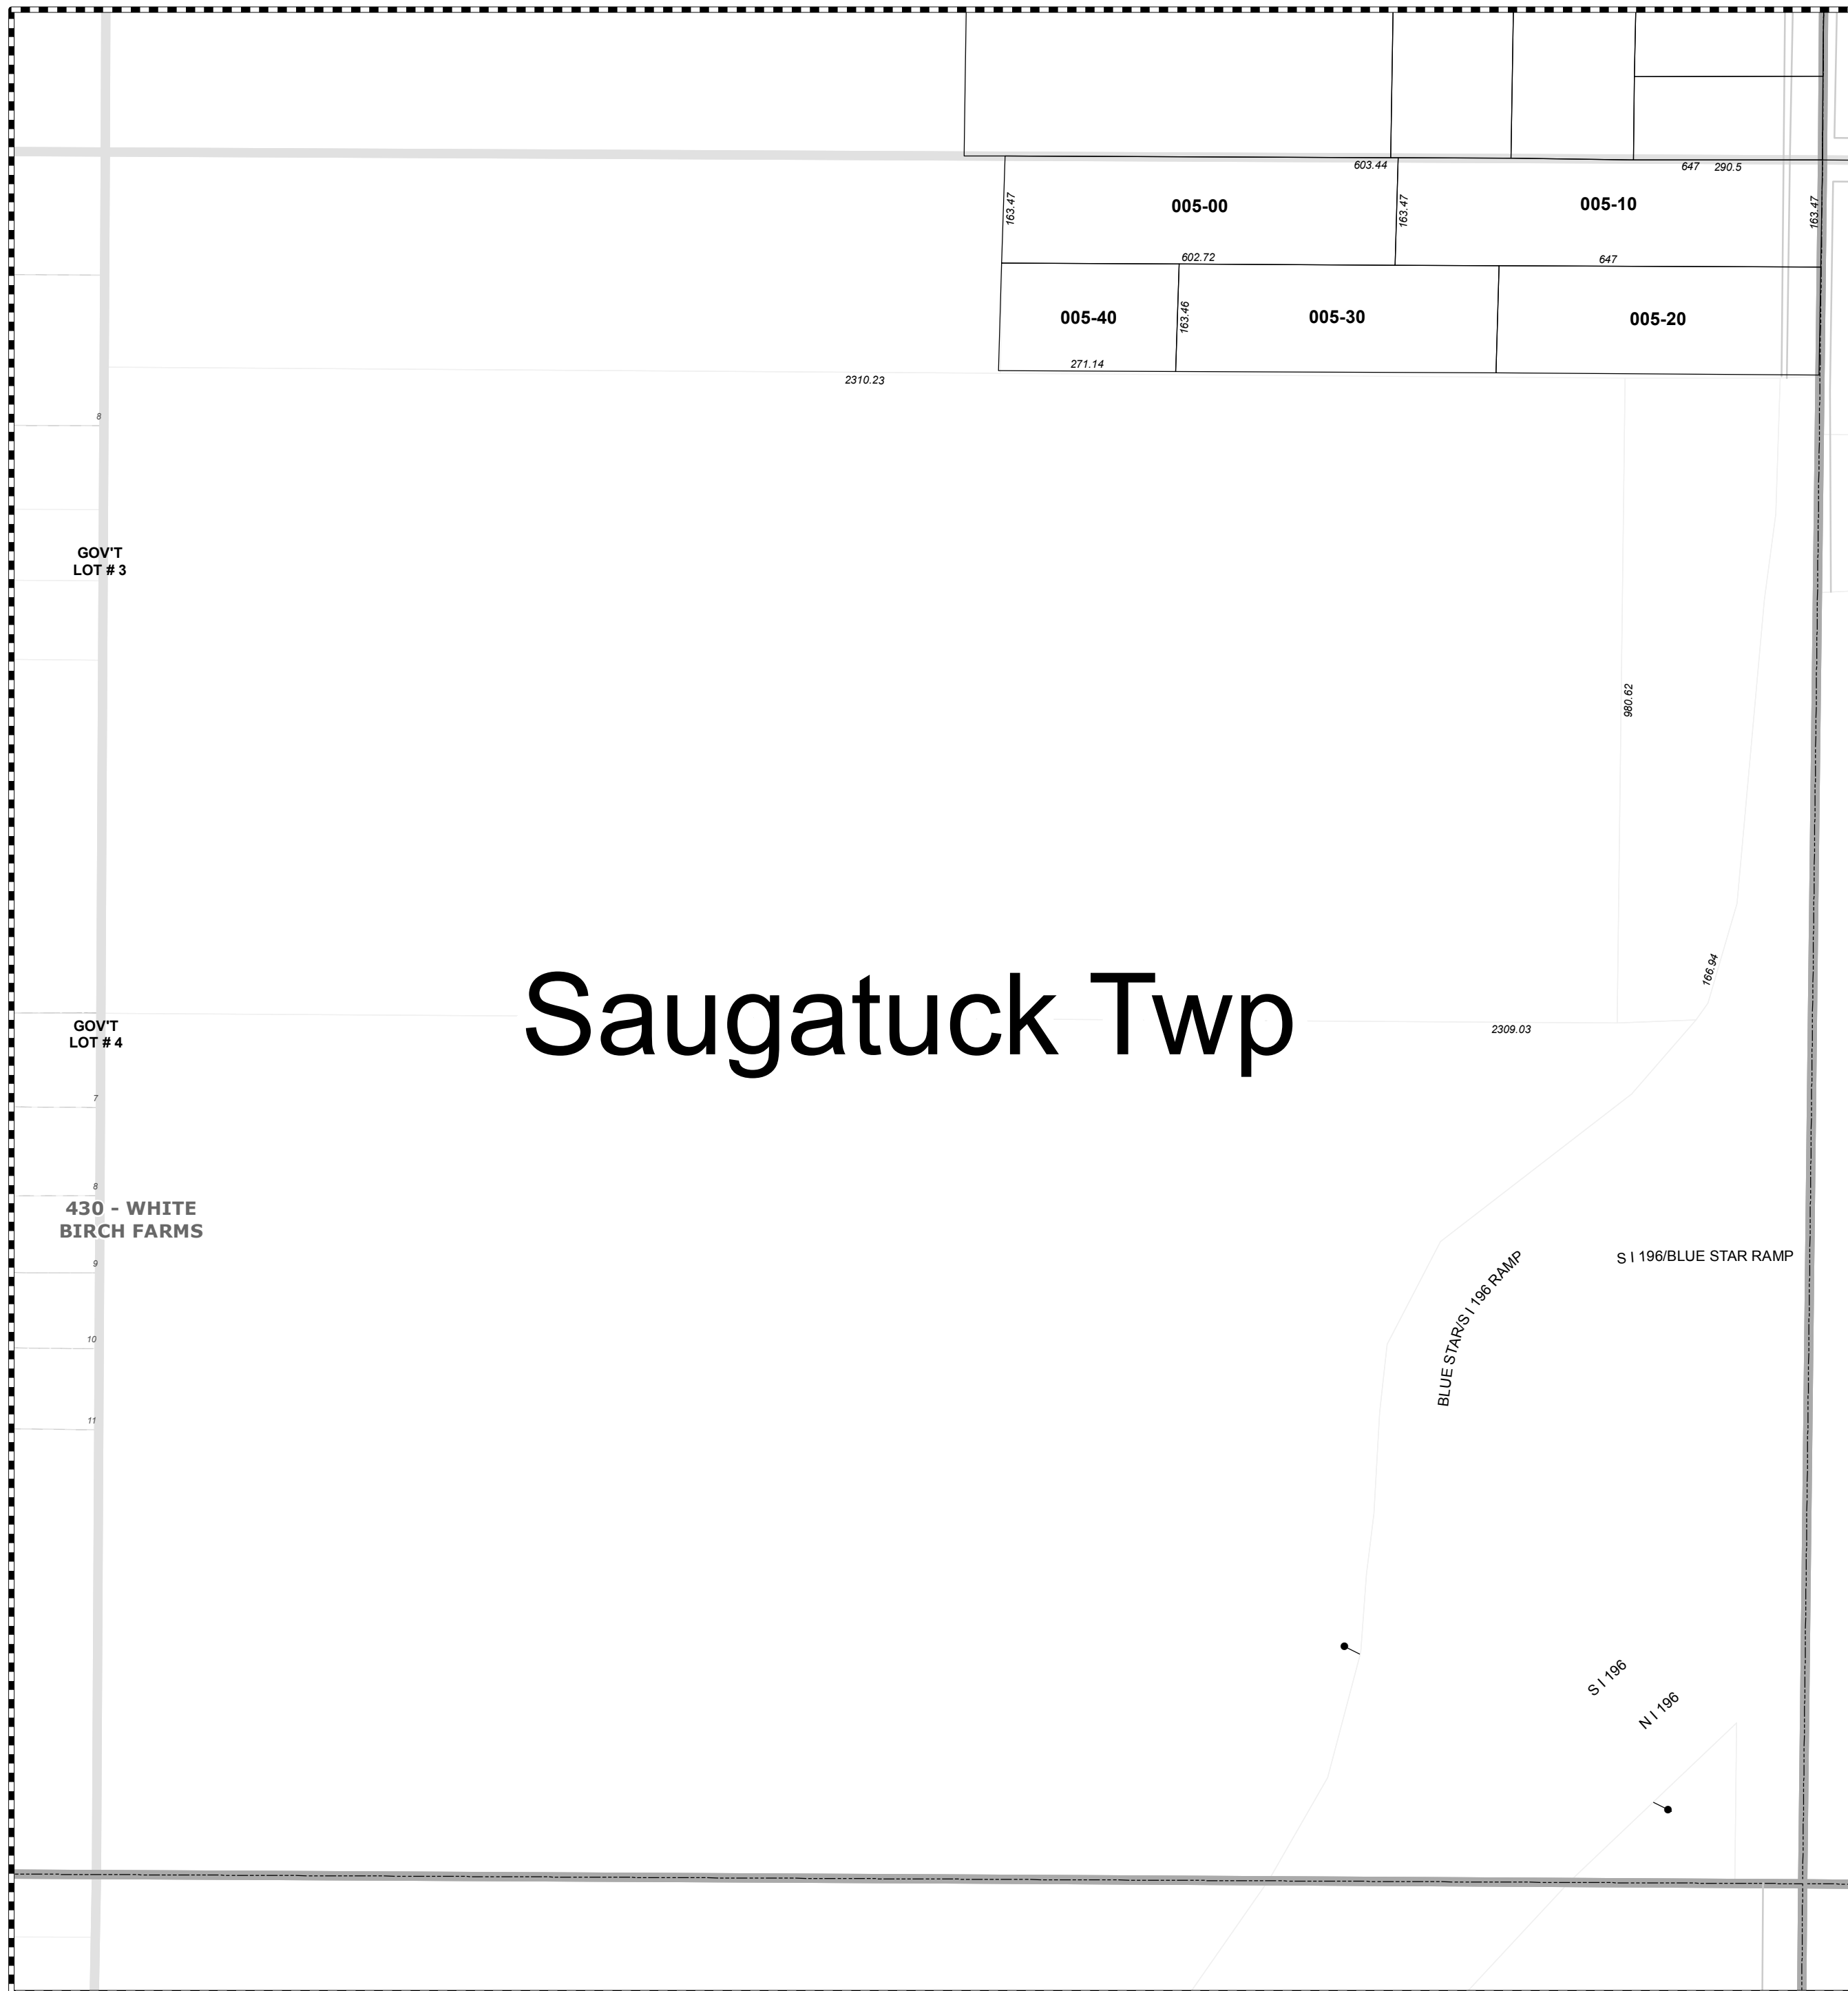 603.44
647 290.5
163.47
005-00
163.47
005-10
163.47
602.72
647
005-40
163.46
005-30
005-20
271.14
2310.23
8
GOV'T
LOT # 3
980.62
166.94
Saugatuck Twp
GOV'T
LOT # 4
2309.03
7
8
430 - WHITE
BIRCH FARMS
9
S I 196/BLUE STAR RAMP
BLUE STAR/S I 196 RAMP
10
11
S I 196
N I 196